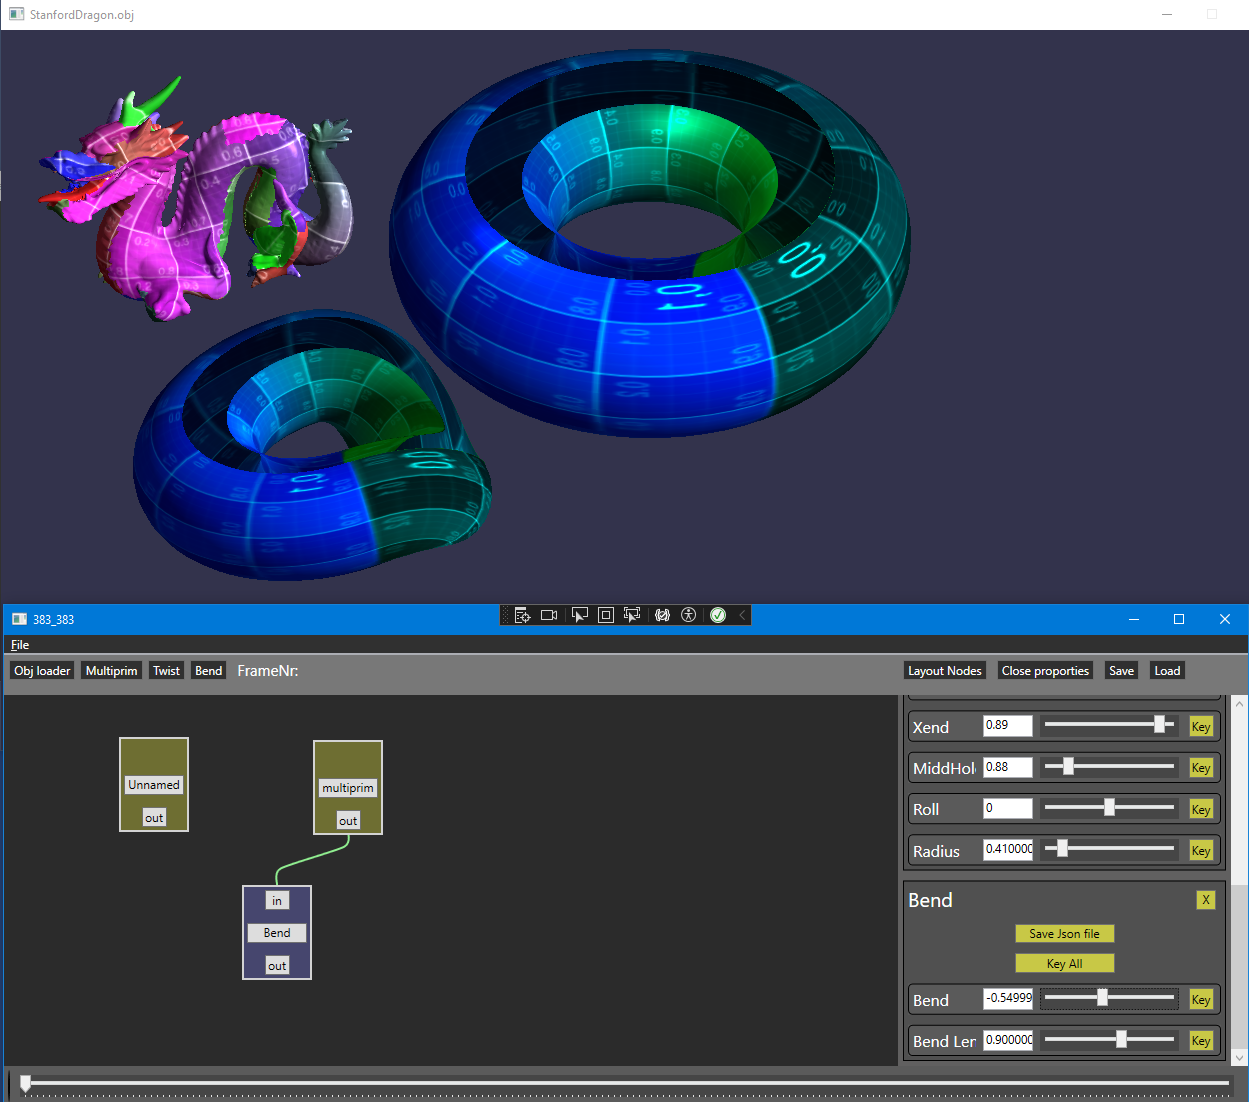 StanfordDragon.obj
383_383
File
Obj loader Multiprim Twist Bend FrameNr: Layout Nodes Close proporties Save Load
Xend 0.89 Key
MiddHol 0.88 Key
Roll 0 Key
Radius 0.410000 Key
Unnamed
out
multiprim
out
in
Bend
out
Bend X
Save Json file
Key All
Bend -0.54999 Key
Bend Ler 0.900000 Key